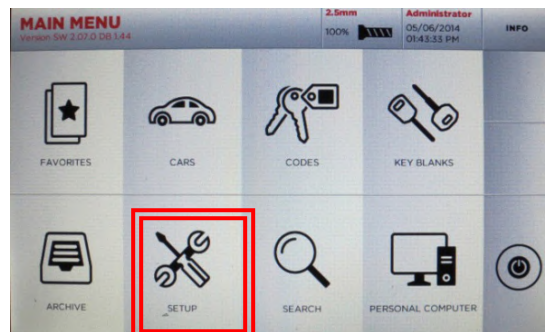 MAIN MENU
Version SW 2.07.0 DB 1.44
2.5mm
100%
Administrator
05/06/2014
01:43:33 PM
INFO
FAVORITES
CARS
CODES
KEY BLANKS
ARCHIVE
SETUP
SEARCH
PERSONAL COMPUTER